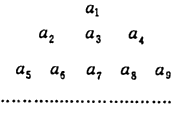 a₁
a₂ a₃ a₄
a₅ a₆ a₇ a₈ a₉
................................